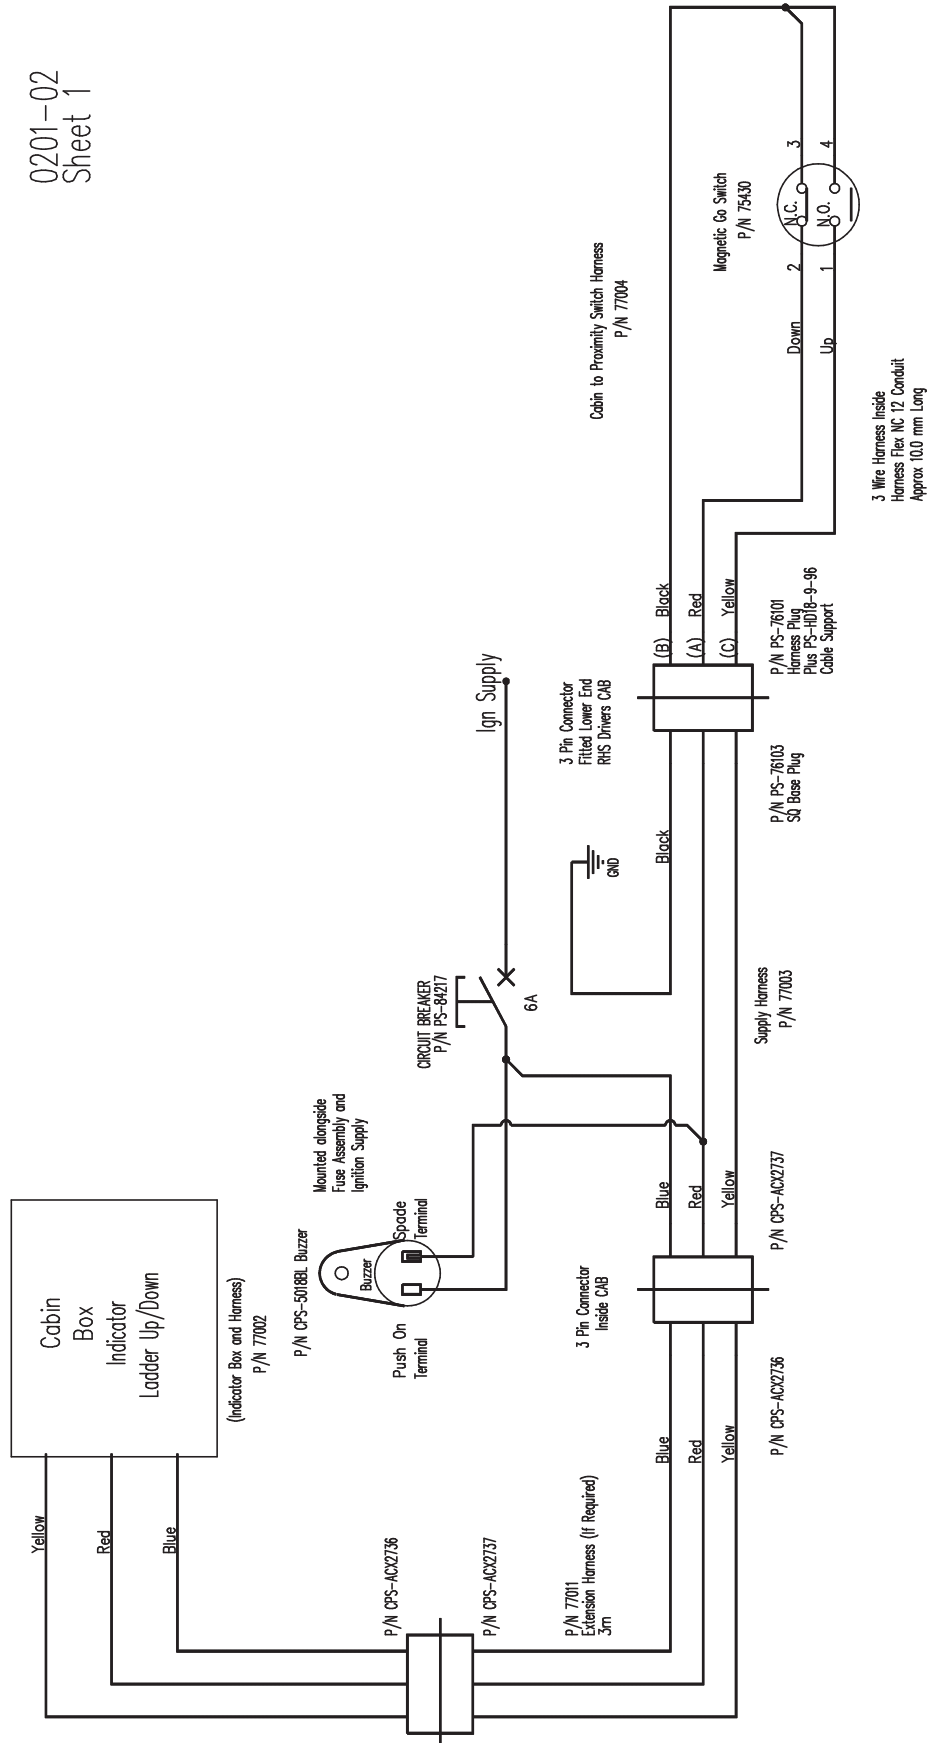 0201-02
Sheet 1
Cabin
Box
Indicator
Ladder Up/Down
(Indicator Box and Harness)
P/N 77002
Yellow
Red
Blue
P/N CPS-ACX2736
P/N CPS-ACX2737
P/N 77011
Extension Harness (If Required)
3m
P/N CPS-5018BL Buzzer
Mounted alongside
Fuse Assembly and
Ignition Supply
Buzzer
Push On
Terminal
Spade
Terminal
CIRCUIT BREAKER
P/N PS-84217
6A
Ign Supply
3 Pin Connector
Inside CAB
Blue
Red
Yellow
P/N CPS-ACX2736
Blue
Red
Yellow
P/N CPS-ACX2737
GND
Black
Supply Harness
P/N 77003
3 Pin Connector
Fitted Lower End
RHS Drivers CAB
P/N PS-76103
SQ Base Plug
(B)
Black
(A)
Red
(C)
Yellow
P/N PS-76101
Harness Plug
Plus PS-HD18-9-96
Cable Support
Cabin to Proximity Switch Harness
P/N 77004
Magnetic Go Switch
P/N 75430
Down
2
N.C.
3
Up
1
N.O.
4
3 Wire Harness Inside
Harness Flex NC 12 Conduit
Approx 10.0 mm Long